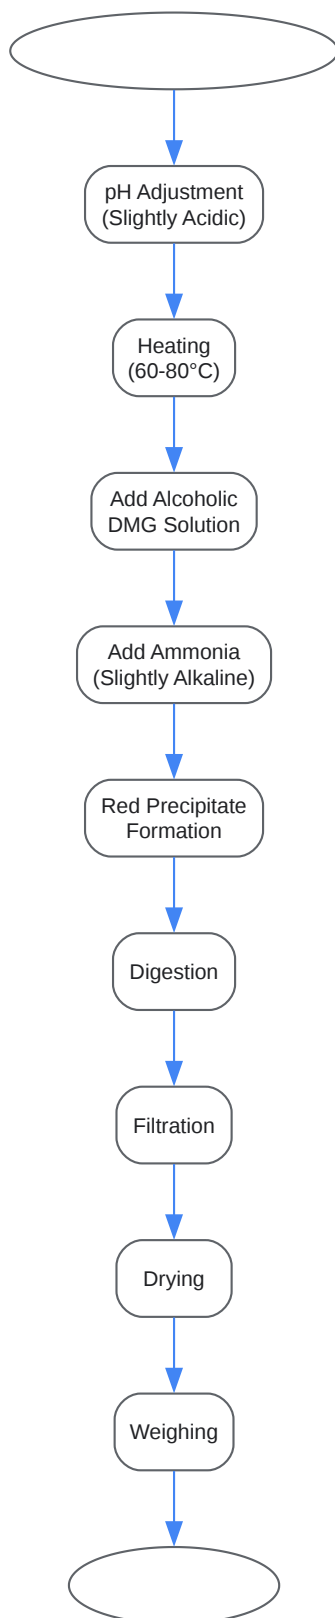 pH Adjustment
(Slightly Acidic)
Heating
(60-80°C)
Add Alcoholic
DMG Solution
Add Ammonia
(Slightly Alkaline)
Red Precipitate
Formation
Digestion
Filtration
Drying
Weighing